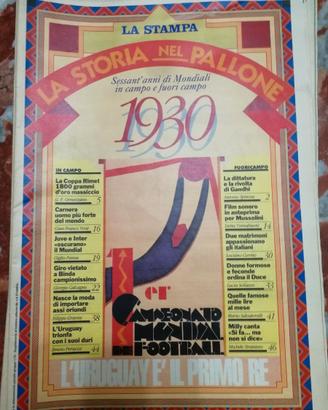 LA STAMPA
LA STORIA NEL PALLONE
Sessant'anni di Mondiali
in campo e fuori campo
1930
IN CAMPO
La Coppa Rimet
1800 grammi
d'oro massiccio
5
Carnera
uomo più forte
del mondo
16
Juve e Inter
«oscurano»
il Mondiale
19
Giro vietato
a Binda
campionissimo
22
Nasce la moda
di importare
assi oriundi
38
L'Uruguay
trionfa
con i suoi duri
44
FUORICAMPO
La dittatura
e la rivolta
di Gandhi
2
Film sonoro
in anteprima
per Mussolini
14
Due matrimoni
appassionano
gli italiani
30
Donne formose
e feconde
ordina il Duce
33
Quelle famose
mille lire
al mese
41
Milly canta
«Si fa... ma
non si dice»
46
1er
CAMPEONATO
MUNDIAL
DE FOOTBALL
L'URUGUAY E' IL PRIMO RE